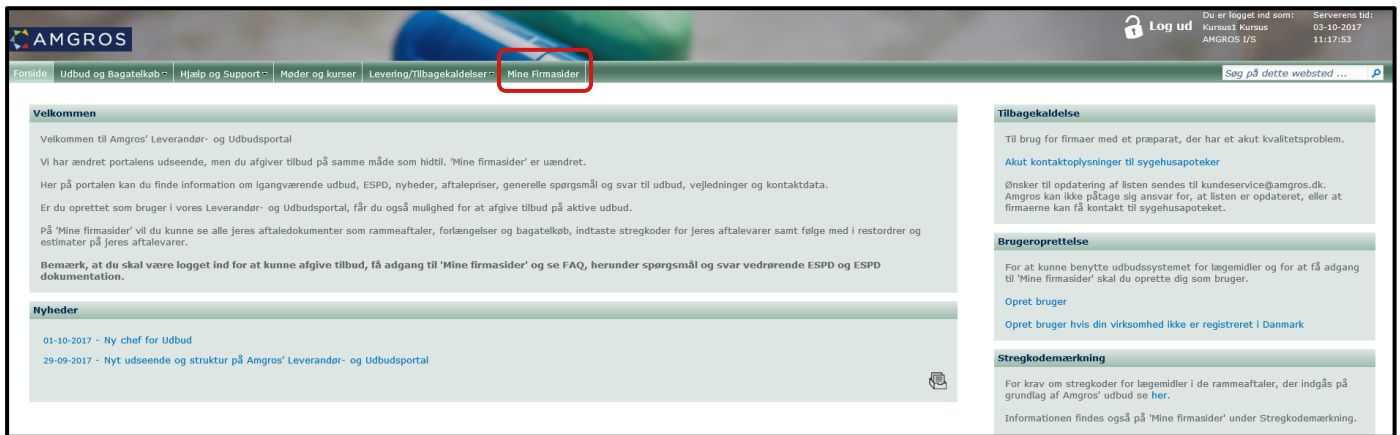 AMGROS
Log ud
Du er logget ind som:
Kursus1 Kursus
AMGROS I/S
Serverens tid:
03-10-2017
11:17:53
Forside Udbud og Bagatelkøb Hjælp og Support Møder og kurser Levering/Tilbagekaldelser Mine Firmasider
Søg på dette websted ...
Velkommen
Velkommen til Amgros' Leverandør- og Udbudsportal
Vi har ændret portalens udseende, men du afgiver tilbud på samme måde som hidtil. 'Mine firmasider' er uændret.
Her på portalen kan du finde information om igangværende udbud, ESPD, nyheder, aftalepriser, generelle spørgsmål og svar til udbud, vejledninger og kontaktdata.
Er du oprettet som bruger i vores Leverandør- og Udbudsportal, får du også mulighed for at afgive tilbud på aktive udbud.
På 'Mine firmasider' vil du kunne se alle jeres aftaledokumenter som rammeaftaler, forlængelser og bagatelkøb, indtaste stregkoder for jeres aftalevarer samt følge med i restordrer og
estimater på jeres aftalevarer.
Bemærk, at du skal være logget ind for at kunne afgive tilbud, få adgang til 'Mine firmasider' og se FAQ, herunder spørgsmål og svar vedrørende ESPD og ESPD
dokumentation.
Nyheder
01-10-2017 - Ny chef for Udbud
29-09-2017 - Nyt udseende og struktur på Amgros' Leverandør- og Udbudsportal
Tilbagekaldelse
Til brug for firmaer med et præparat, der har et akut kvalitetsproblem.
Akut kontaktoplysninger til sygehusapoteker
Ønsker til opdatering af listen sendes til kundeservice@amgros.dk.
Amgros kan ikke påtage sig ansvar for, at listen er opdateret, eller at
firmaerne kan få kontakt til sygehusapoteket.
Brugeroprettelse
For at kunne benytte udbudssystemet for lægemidler og for at få adgang
til 'Mine firmasider' skal du oprette dig som bruger.
Opret bruger
Opret bruger hvis din virksomhed ikke er registreret i Danmark
Stregkodemærkning
For krav om stregkoder for lægemidler i de rammeaftaler, der indgås på
grundlag af Amgros' udbud se her.
Informationen findes også på 'Mine firmasider' under Stregkodemærkning.